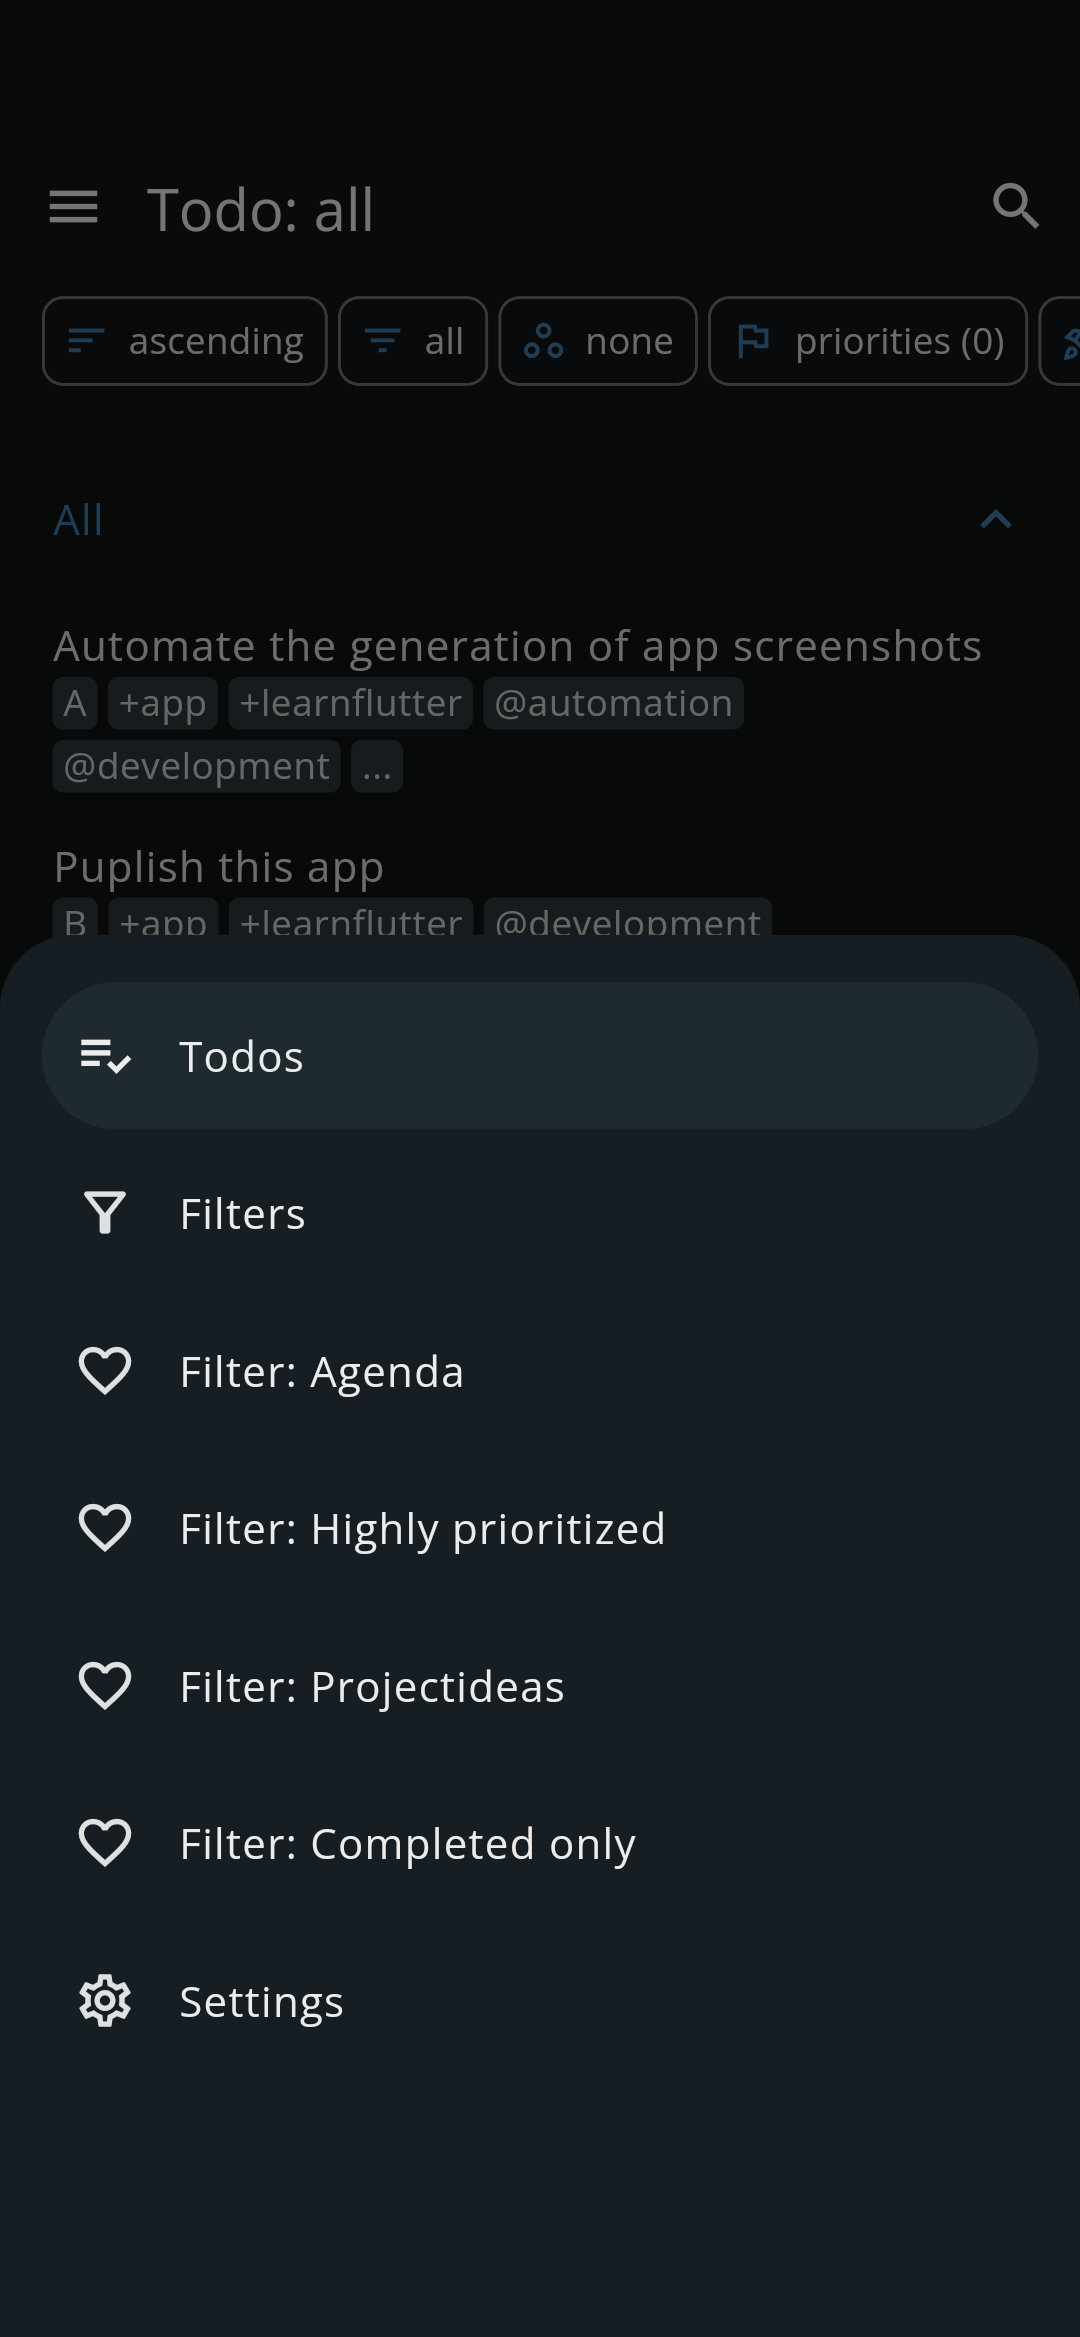 Todo: all
ascending all none priorities (0)
All
Automate the generation of app screenshots
A +app +learnflutter @automation
@development ...
Puplish this app
B +app +learnflutter @development
Todos
Filters
Filter: Agenda
Filter: Highly prioritized
Filter: Projectideas
Filter: Completed only
Settings